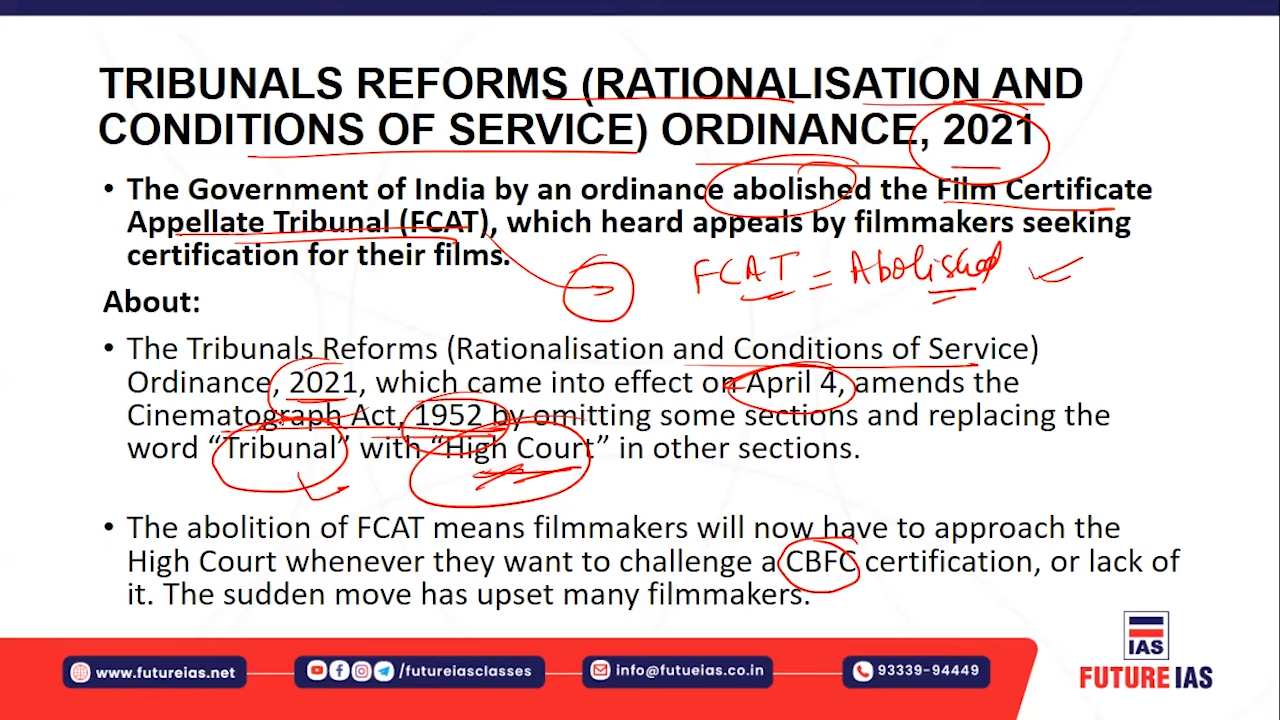 TRIBUNALS REFORMS (RATIONALISATION AND
CONDITIONS OF SERVICE) ORDINANCE, 2021
• The Government of India by an ordinance abolished the Film Certificate
Appellate Tribunal (FCAT), which heard appeals by filmmakers seeking
certification for their films.
FCAT = Abolished
About:
• The Tribunals Reforms (Rationalisation and Conditions of Service)
Ordinance, 2021, which came into effect on April 4, amends the
Cinematograph Act, 1952 by omitting some sections and replacing the
word “Tribunal” with “High Court” in other sections.
• The abolition of FCAT means filmmakers will now have to approach the
High Court whenever they want to challenge a CBFC certification, or lack of
it. The sudden move has upset many filmmakers.
IAS
FUTURE IAS
www.futureias.net
/futureiasclasses
info@futueias.co.in
93339-94449